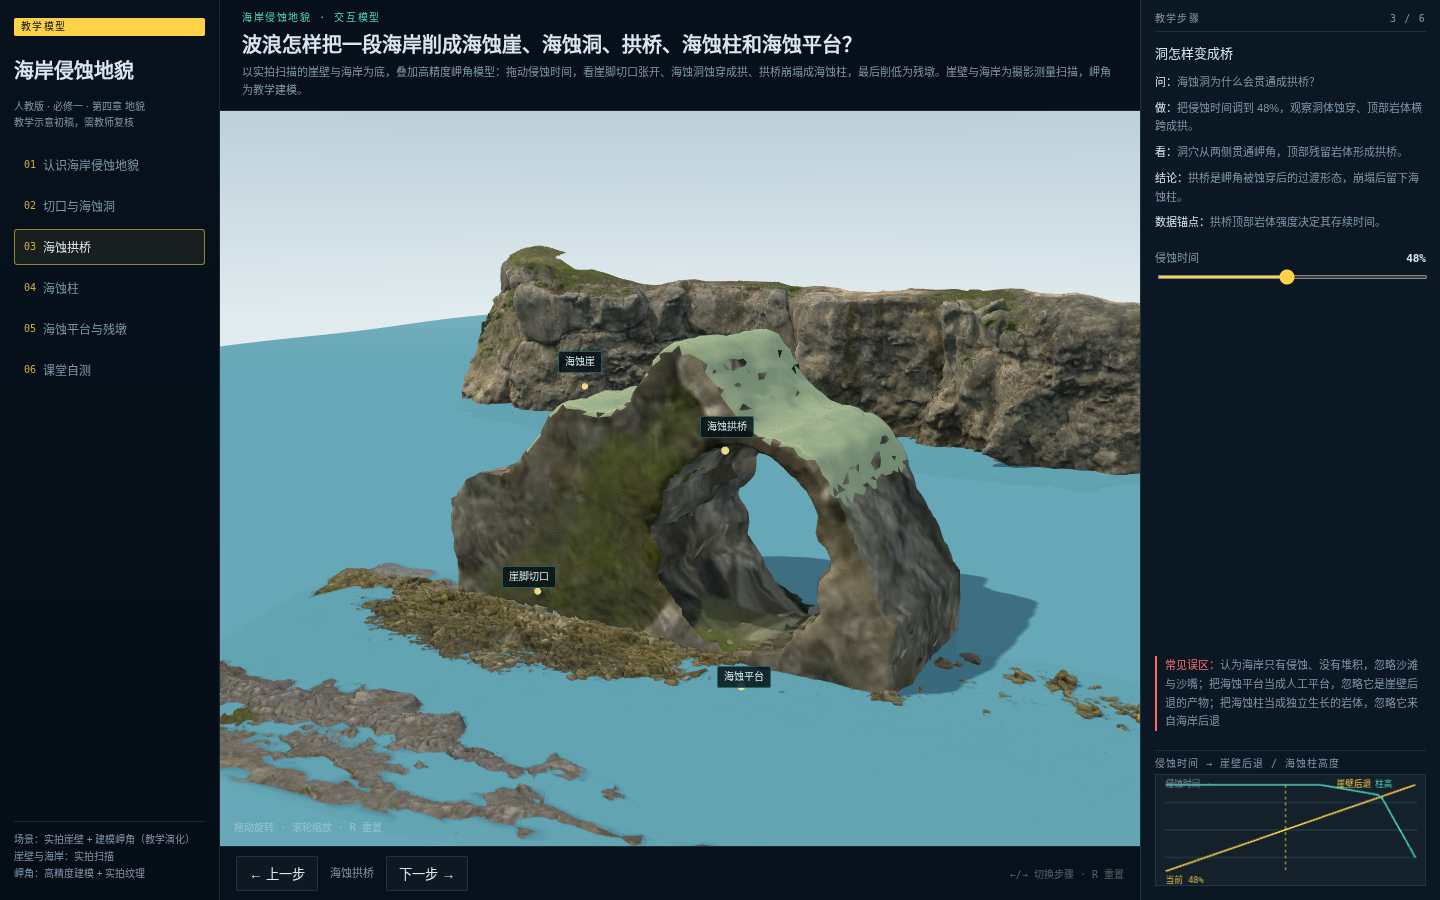 教学模型
海岸侵蚀地貌
人教版 · 必修一 · 第四章 地貌
教学示意初稿，需教师复核
01 认识海岸侵蚀地貌
02 切口与海蚀洞
03 海蚀拱桥
04 海蚀柱
05 海蚀平台与残墩
06 课堂自测
场景：实拍崖壁 + 建模岬角（教学演化）
崖壁与海岸：实拍扫描
岬角：高精度建模 + 实拍纹理
海岸侵蚀地貌 · 交互模型
波浪怎样把一段海岸削成海蚀崖、海蚀洞、拱桥、海蚀柱和海蚀平台？
以实拍扫描的崖壁与海岸为底，叠加高精度岬角模型：拖动侵蚀时间，看崖脚切口张开、海蚀洞蚀穿成拱、拱桥崩塌成海蚀柱，最后削低为残墩。崖壁与海岸为摄影测量扫描，岬角
为教学建模。
海蚀崖
海蚀拱桥
崖脚切口
海蚀平台
拖动旋转 · 滚轮缩放 · R 重置
← 上一步
海蚀拱桥
下一步 →
←/→ 切换步骤 · R 重置
教学步骤
3 / 6
洞怎样变成桥
问：海蚀洞为什么会贯通成拱桥？
做：把侵蚀时间调到 48%，观察洞体蚀穿、顶部岩体横
跨成拱。
看：洞穴从两侧贯通岬角，顶部残留岩体形成拱桥。
结论：拱桥是岬角被蚀穿后的过渡形态，崩塌后留下海
蚀柱。
数据锚点：拱桥顶部岩体强度决定其存续时间。
侵蚀时间
48%
常见误区：认为海岸只有侵蚀、没有堆积，忽略沙滩
与沙嘴；把海蚀平台当成人工平台，忽略它是崖壁后
退的产物；把海蚀柱当成独立生长的岩体，忽略它来
自海岸后退
侵蚀时间 → 崖壁后退 / 海蚀柱高度
侵蚀时间 →
崖壁后退 柱高
当前 48%